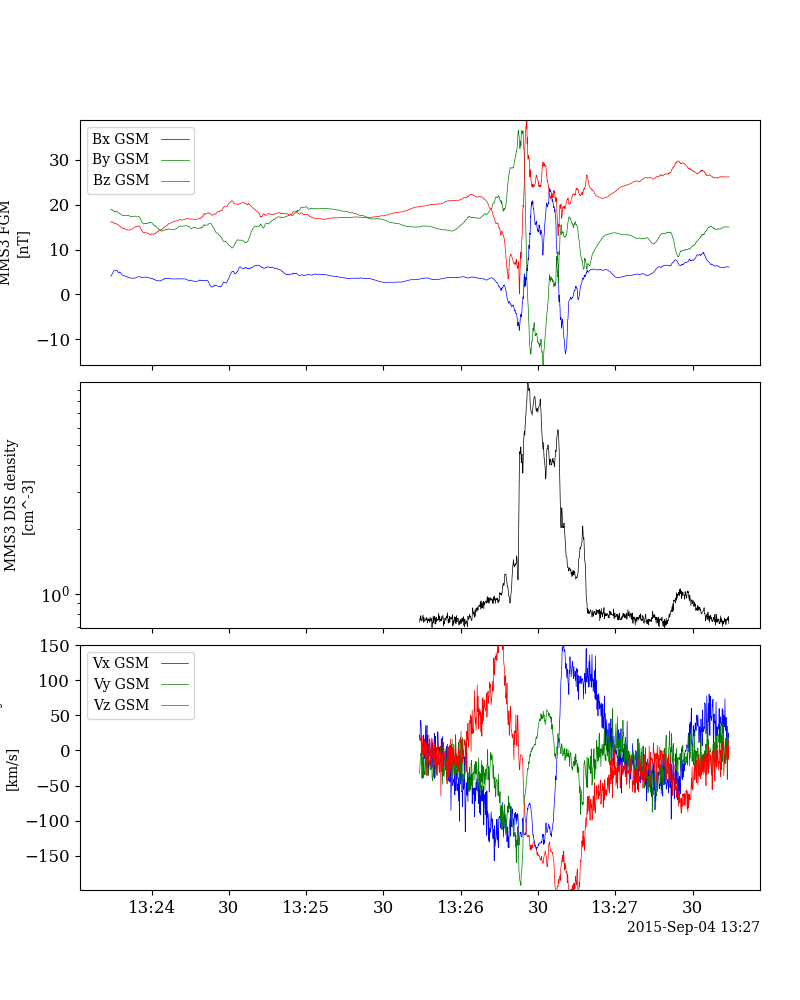 30
20
10
0
−10
MMS3 FGM
[nT]
Bx GSM
By GSM
Bz GSM
10^0
MMS3 DIS density
[cm^-3]
150
100
50
0
−50
−100
−150
[km/s]
Vx GSM
Vy GSM
Vz GSM
13:24 30 13:25 30 13:26 30 13:27 30
2015-Sep-04 13:27